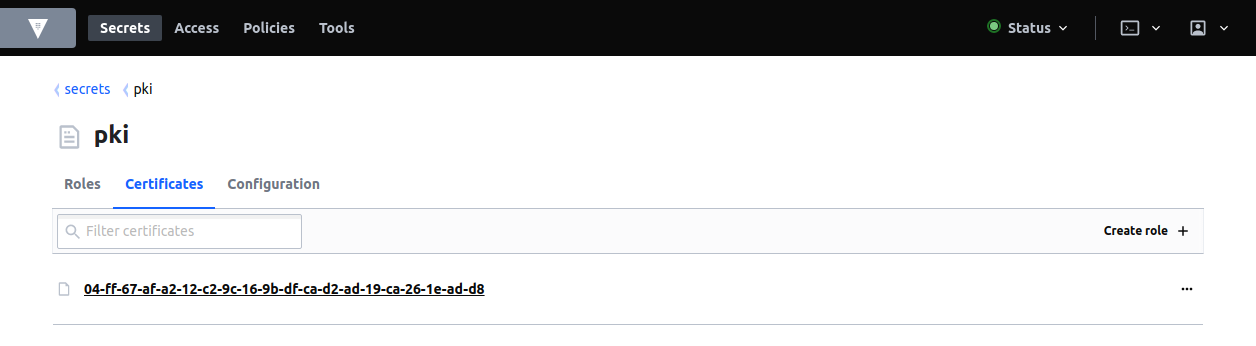 Secrets Access Policies Tools Status
secrets pki
pki
Roles Certificates Configuration
Filter certificates Create role
04-ff-67-af-a2-12-c2-9c-16-9b-df-ca-d2-ad-19-ca-26-1e-ad-d8